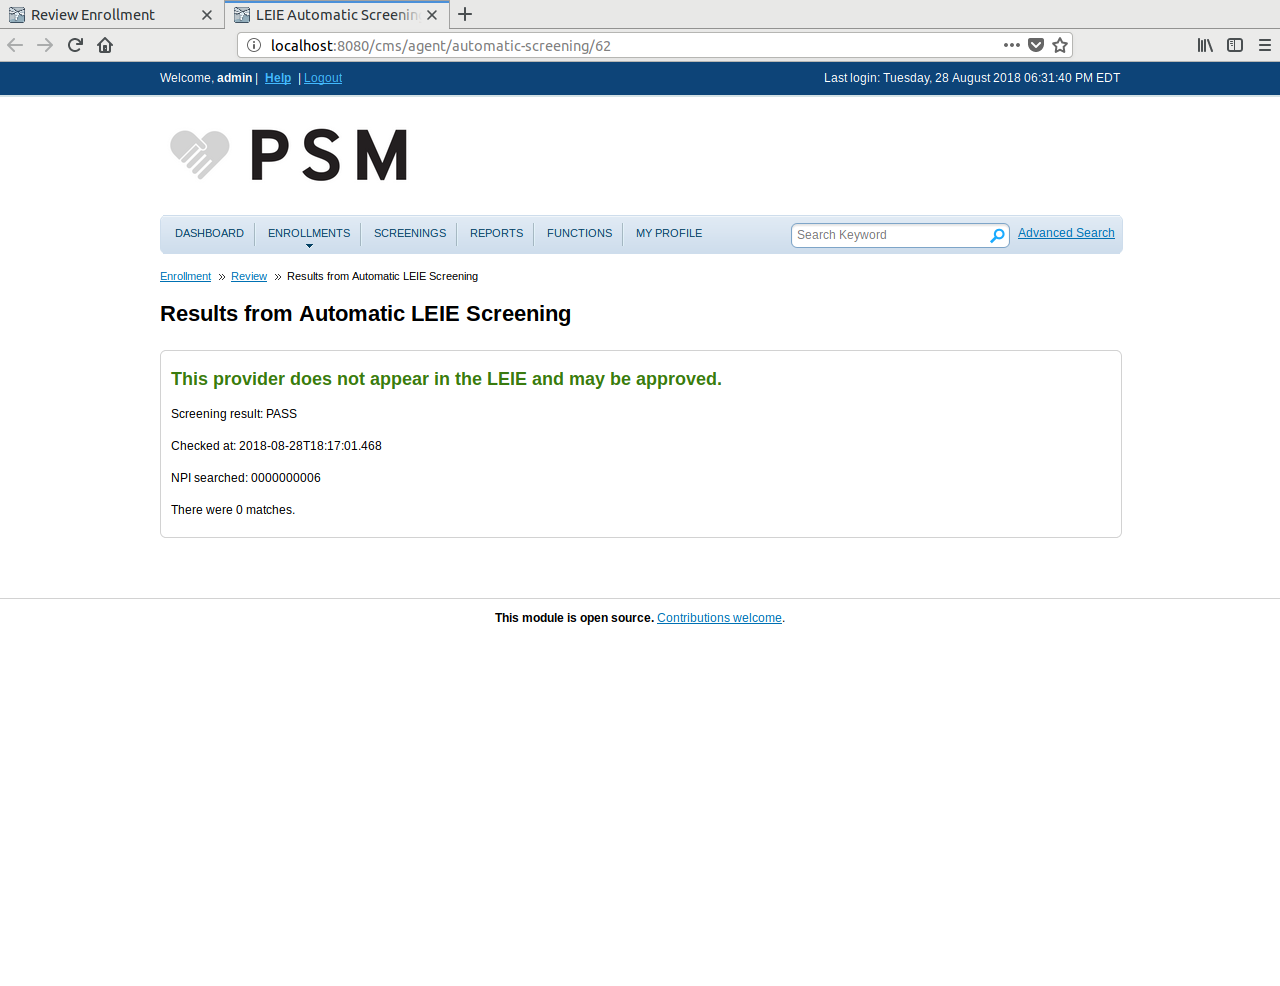 Review Enrollment
LEIE Automatic Screenin
localhost:8080/cms/agent/automatic-screening/62
Welcome, admin | Help | Logout
Last login: Tuesday, 28 August 2018 06:31:40 PM EDT
PSM
DASHBOARD ENROLLMENTS SCREENINGS REPORTS FUNCTIONS MY PROFILE
Search Keyword
Advanced Search
Enrollment » Review » Results from Automatic LEIE Screening
Results from Automatic LEIE Screening
This provider does not appear in the LEIE and may be approved.
Screening result: PASS
Checked at: 2018-08-28T18:17:01.468
NPI searched: 0000000006
There were 0 matches.
This module is open source. Contributions welcome.